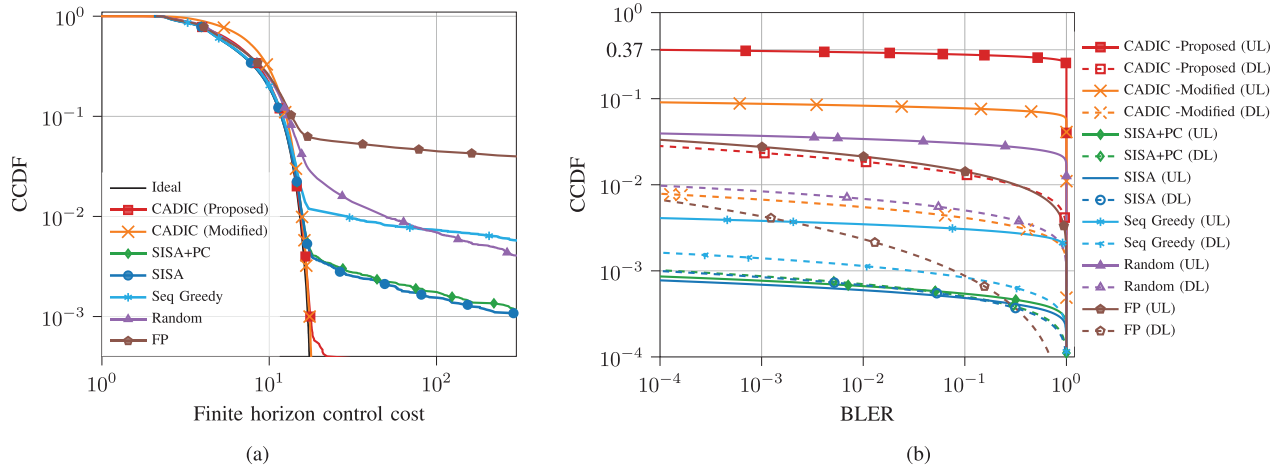 10^0
10^-1
10^-2
10^-3
CCDF
Ideal
CADIC (Proposed)
CADIC (Modified)
SISA+PC
SISA
Seq Greedy
Random
FP
10^0
10^1
10^2
Finite horizon control cost
(a)
10^0
0.37
10^-1
10^-2
10^-3
10^-4
CCDF
10^-4
10^-3
10^-2
10^-1
10^0
BLER
(b)
CADIC -Proposed (UL)
CADIC -Proposed (DL)
CADIC -Modified (UL)
CADIC -Modified (DL)
SISA+PC (UL)
SISA+PC (DL)
SISA (UL)
SISA (DL)
Seq Greedy (UL)
Seq Greedy (DL)
Random (UL)
Random (DL)
FP (UL)
FP (DL)